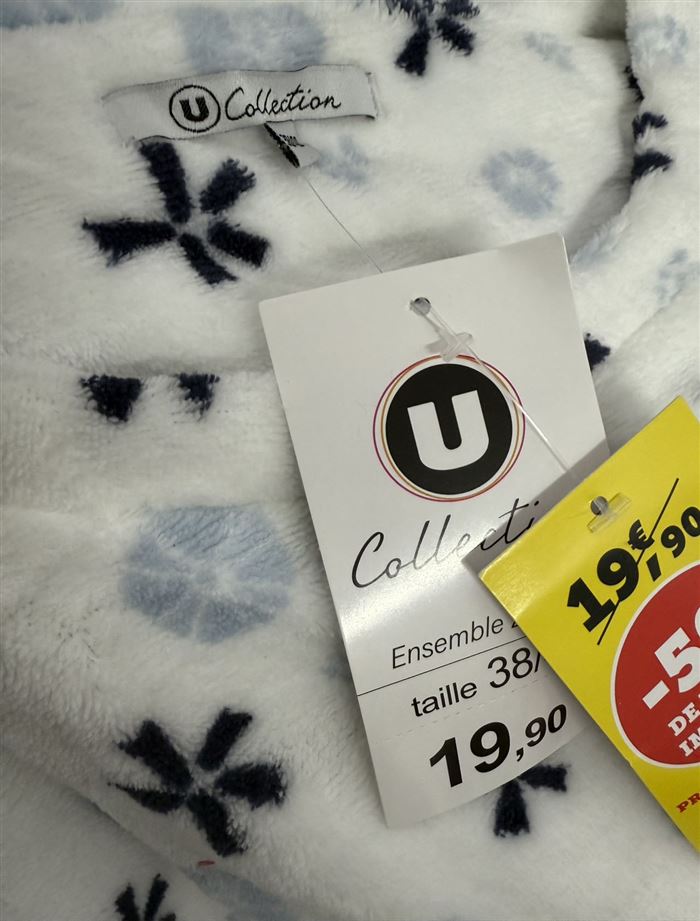 U Collection
U
Collecti
Ensemble
taille 38/
19,90
19€,90
-5
DE
IN
PR